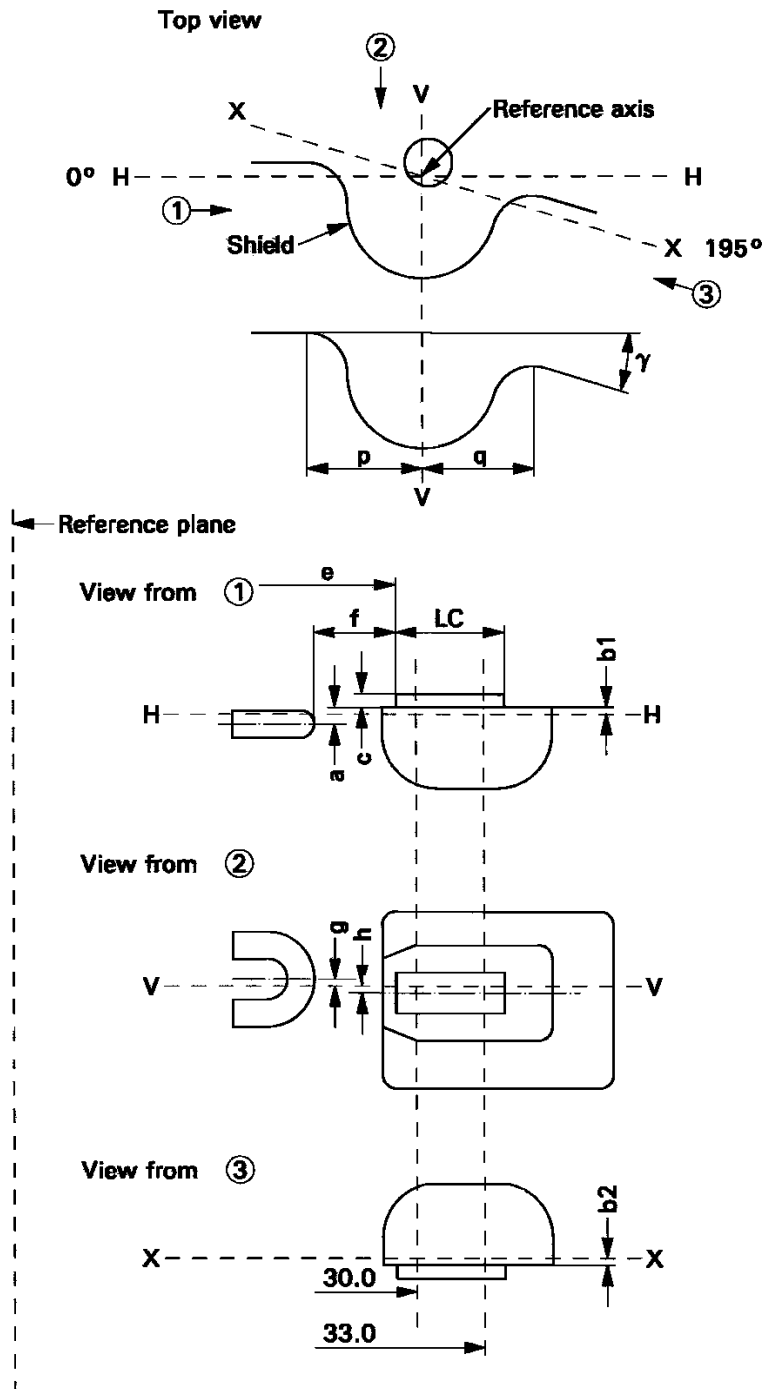 Top view
②
V
Reference axis
X
0° H
H
①
Shield
X 195°
③
γ
p
q
V
Reference plane
e
View from ①
f
LC
b1
H
H
a
c
View from ②
g
h
V
V
View from ③
b2
X
X
30.0
33.0